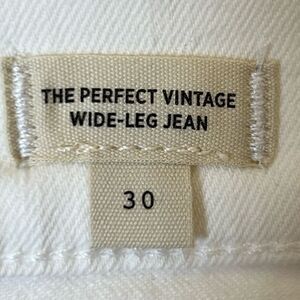 THE PERFECT VINTAGE
WIDE-LEG JEAN
30